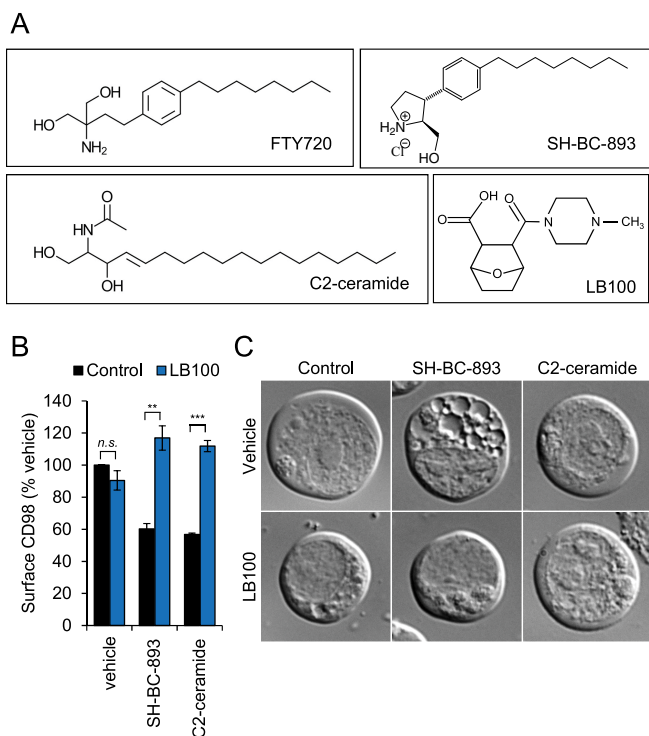 A
OH
HO
NH₂
FTY720
H₂N
⊕
Cl
⊖
HO
SH-BC-893
O
HN
HO
OH
C2-ceramide
O
OH
O
N
N
CH₃
O
LB100
B
Control
LB100
Surface CD98 (% vehicle)
140
120
100
80
60
40
20
0
n.s.
**
***
vehicle
SH-BC-893
C2-ceramide
C
Control
SH-BC-893
C2-ceramide
Vehicle
LB100